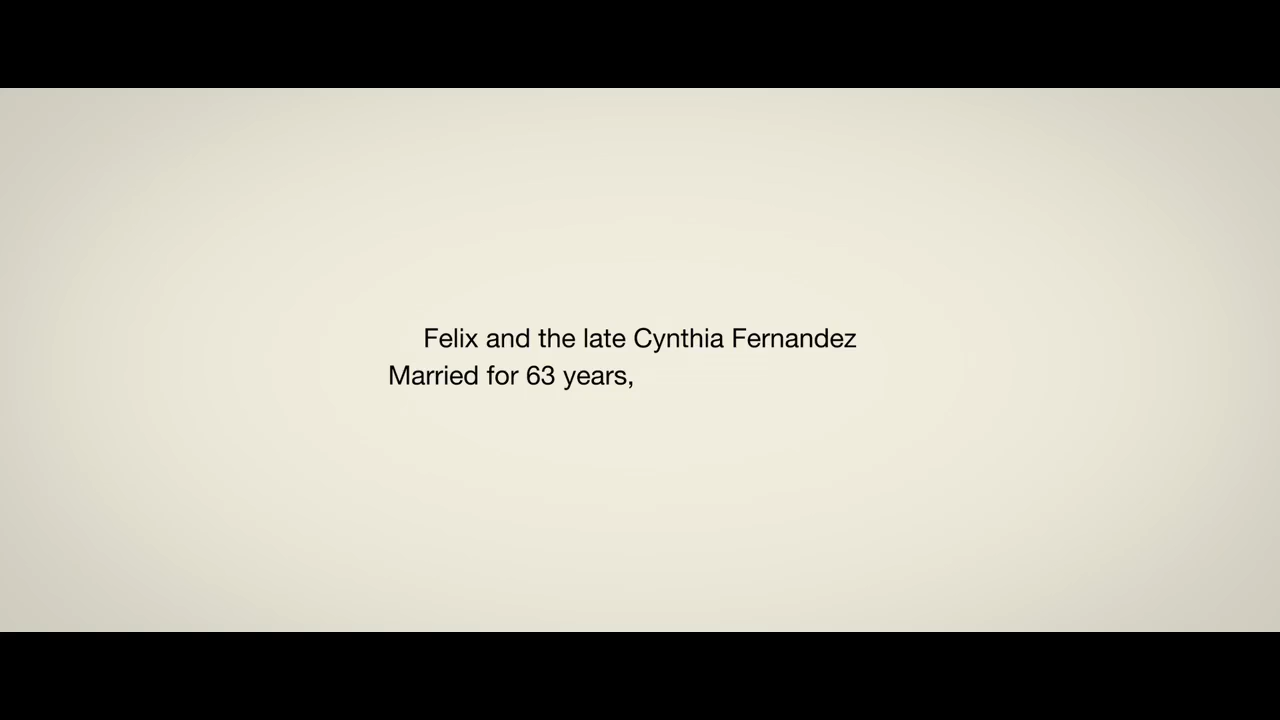 Felix and the late Cynthia Fernandez
Married for 63 years,